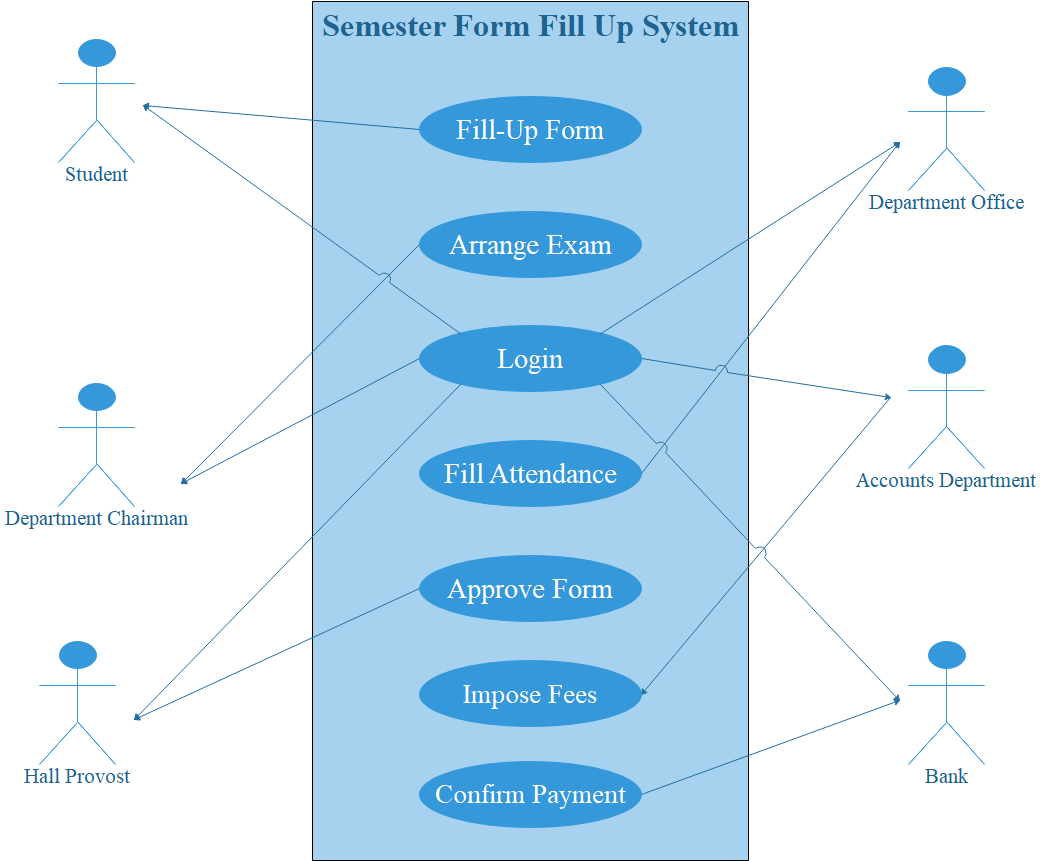 Semester Form Fill Up System
Student
Department Chairman
Hall Provost
Fill-Up Form
Arrange Exam
Login
Fill Attendance
Approve Form
Impose Fees
Confirm Payment
Department Office
Accounts Department
Bank